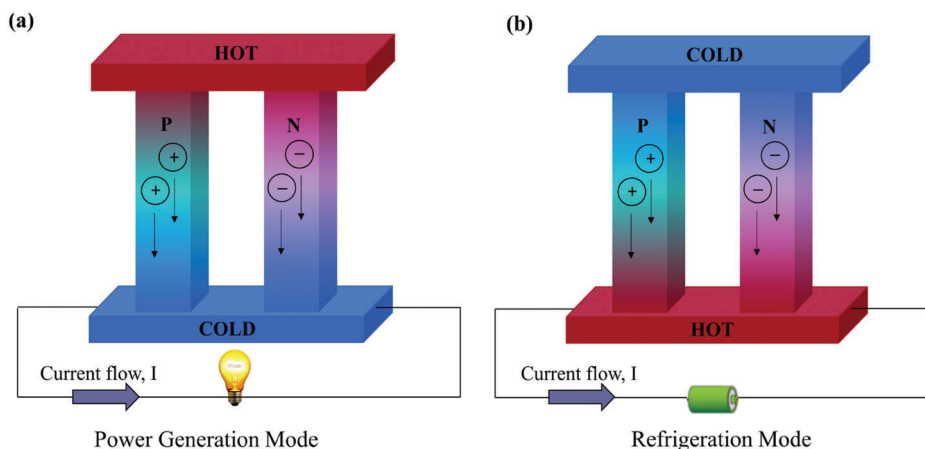 (a)
HOT
P
N
+
+
−
−
COLD
Current flow, I
Power Generation Mode
(b)
COLD
P
N
+
+
−
−
HOT
Current flow, I
Refrigeration Mode